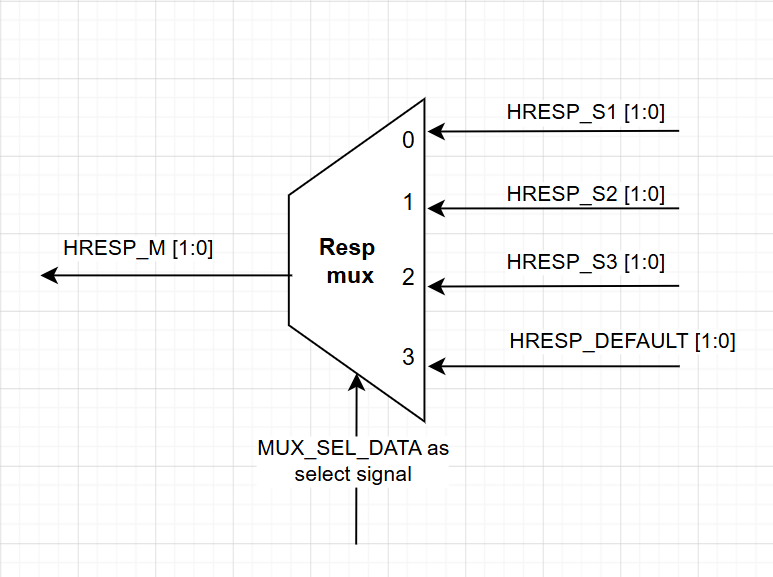 HRESP_S1 [1:0]
0
HRESP_S2 [1:0]
1
HRESP_M [1:0]
Resp
mux
HRESP_S3 [1:0]
2
HRESP_DEFAULT [1:0]
3
MUX_SEL_DATA as
select signal